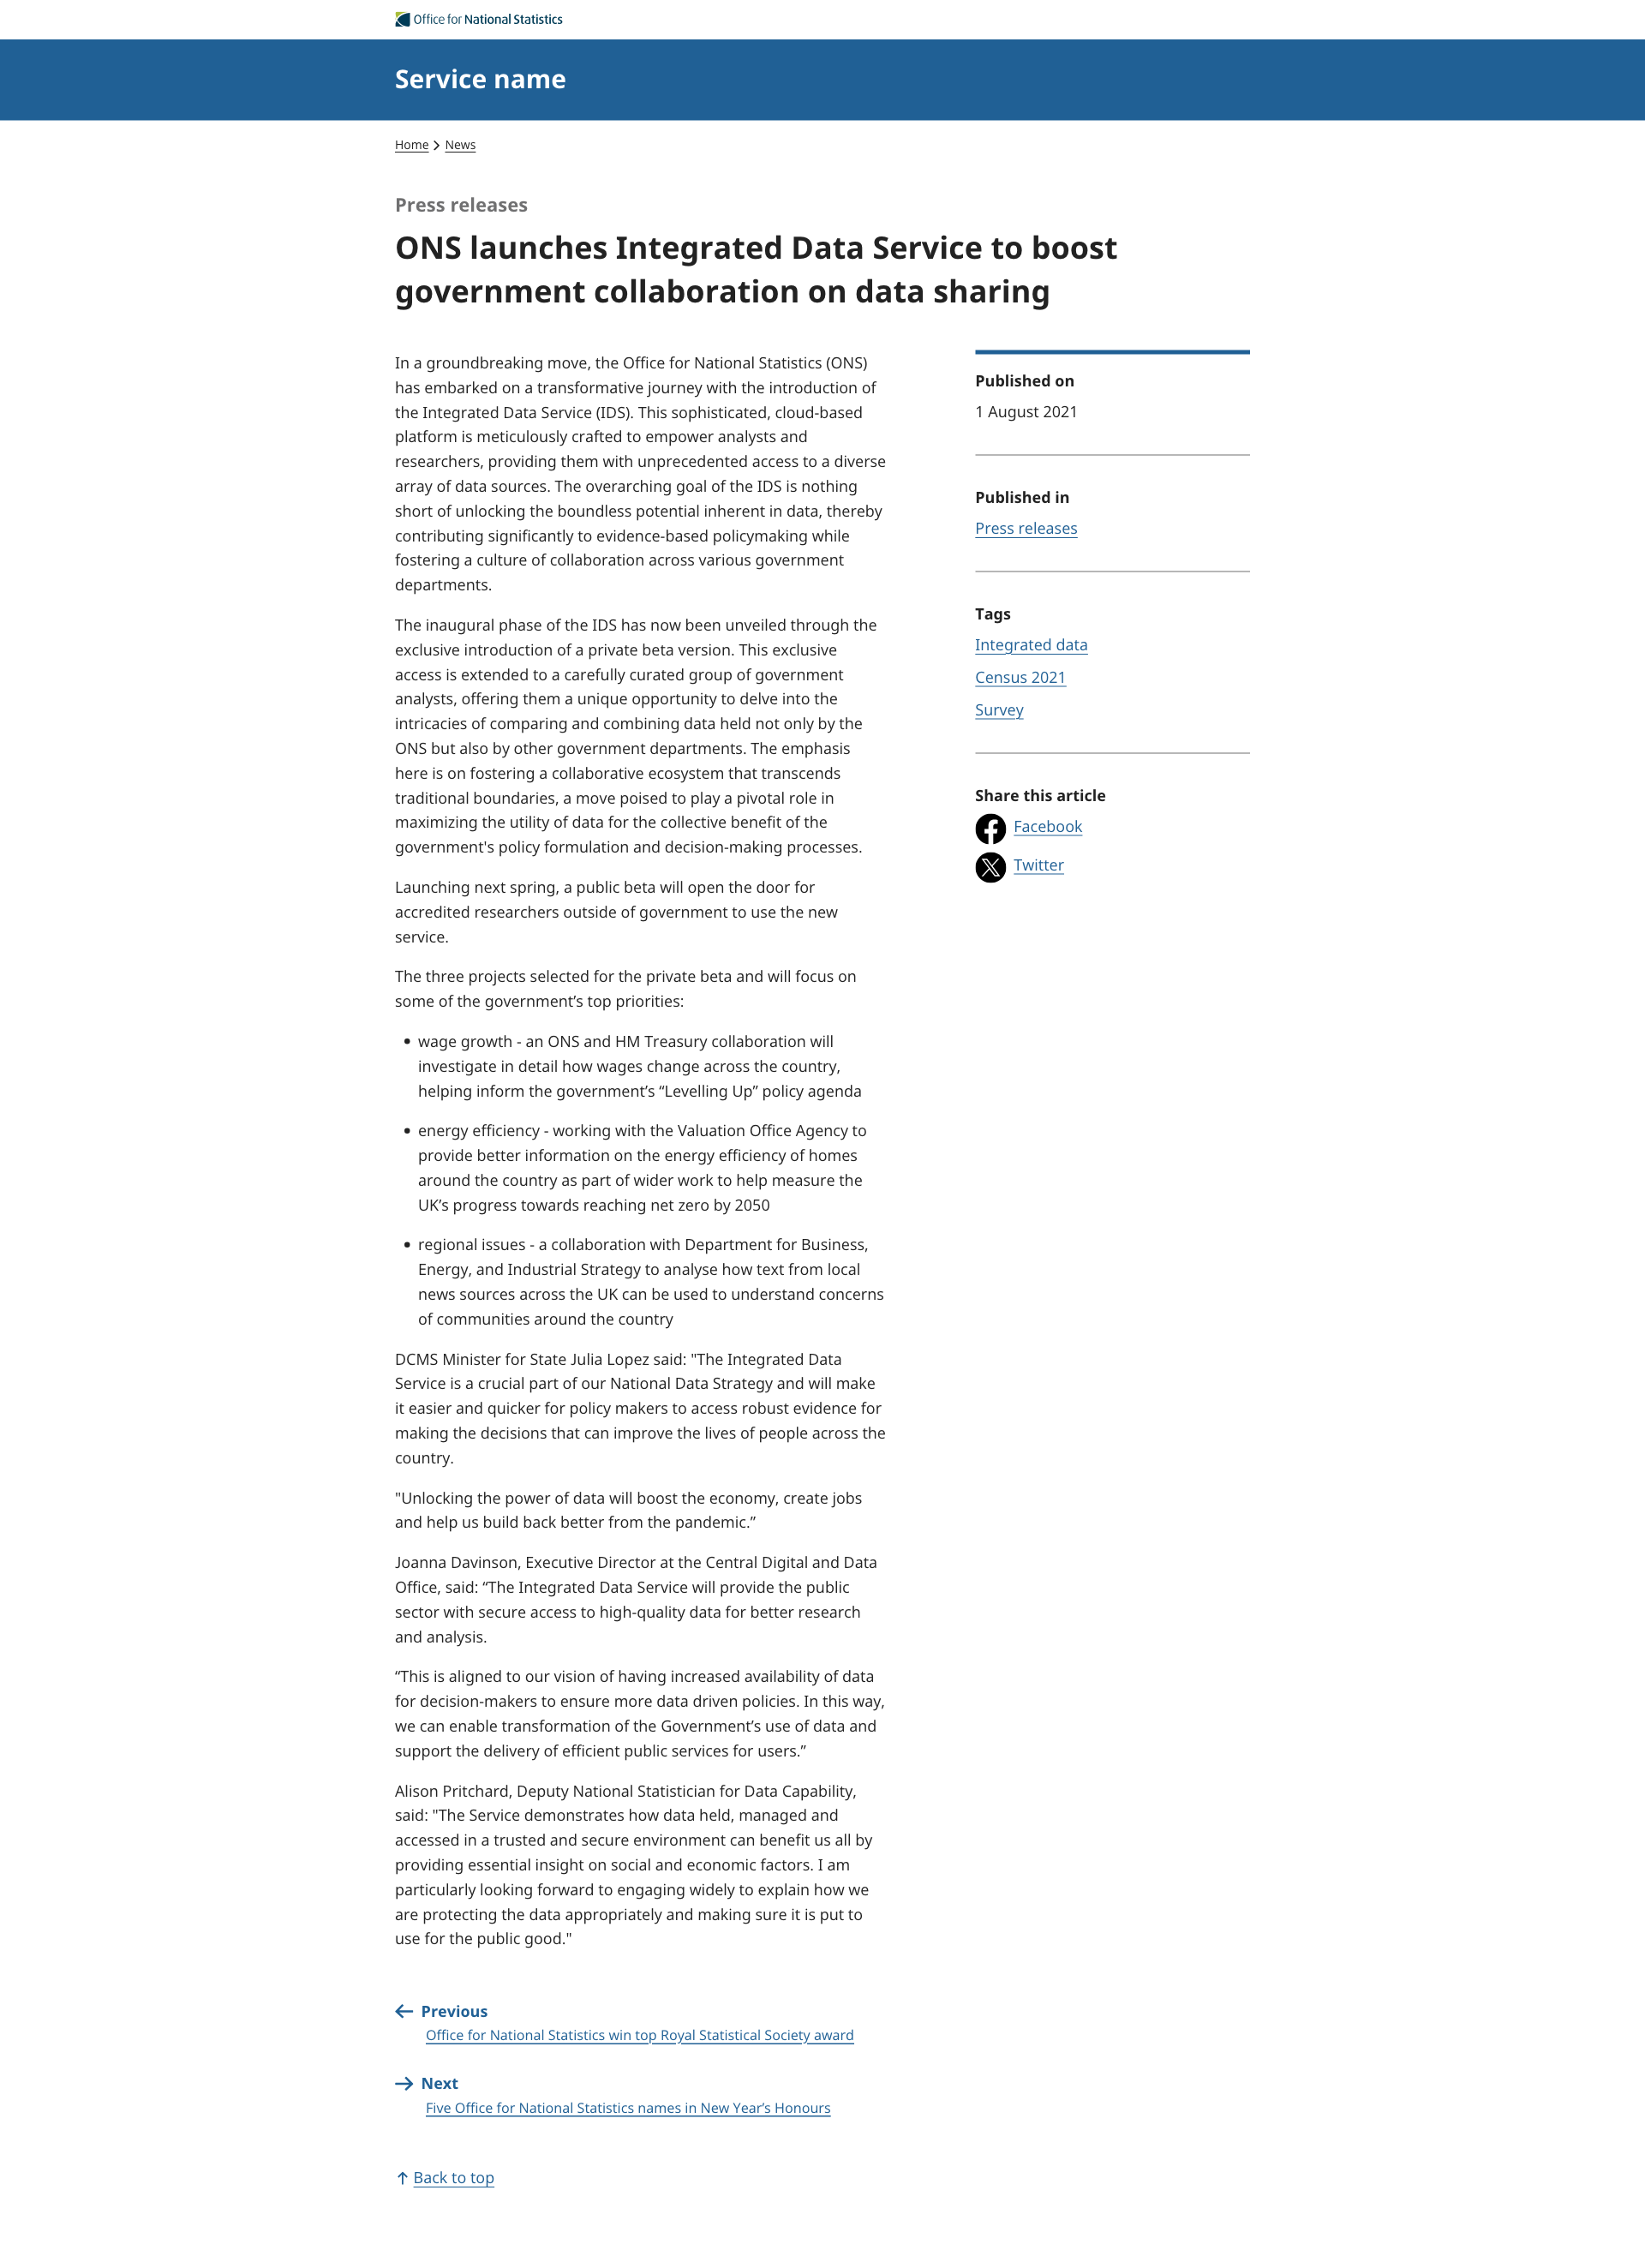 Office for National Statistics
Service name
Home
News
Press releases
ONS launches Integrated Data Service to boost
government collaboration on data sharing
In a groundbreaking move, the Office for National Statistics (ONS)
has embarked on a transformative journey with the introduction of
the Integrated Data Service (IDS). This sophisticated, cloud-based
platform is meticulously crafted to empower analysts and
researchers, providing them with unprecedented access to a diverse
array of data sources. The overarching goal of the IDS is nothing
short of unlocking the boundless potential inherent in data, thereby
contributing significantly to evidence-based policymaking while
fostering a culture of collaboration across various government
departments.
The inaugural phase of the IDS has now been unveiled through the
exclusive introduction of a private beta version. This exclusive
access is extended to a carefully curated group of government
analysts, offering them a unique opportunity to delve into the
intricacies of comparing and combining data held not only by the
ONS but also by other government departments. The emphasis
here is on fostering a collaborative ecosystem that transcends
traditional boundaries, a move poised to play a pivotal role in
maximizing the utility of data for the collective benefit of the
government's policy formulation and decision-making processes.
Launching next spring, a public beta will open the door for
accredited researchers outside of government to use the new
service.
The three projects selected for the private beta and will focus on
some of the government’s top priorities:
• wage growth - an ONS and HM Treasury collaboration will
investigate in detail how wages change across the country,
helping inform the government’s “Levelling Up” policy agenda
• energy efficiency - working with the Valuation Office Agency to
provide better information on the energy efficiency of homes
around the country as part of wider work to help measure the
UK’s progress towards reaching net zero by 2050
• regional issues - a collaboration with Department for Business,
Energy, and Industrial Strategy to analyse how text from local
news sources across the UK can be used to understand concerns
of communities around the country
DCMS Minister for State Julia Lopez said: "The Integrated Data
Service is a crucial part of our National Data Strategy and will make
it easier and quicker for policy makers to access robust evidence for
making the decisions that can improve the lives of people across the
country.
"Unlocking the power of data will boost the economy, create jobs
and help us build back better from the pandemic.”
Joanna Davinson, Executive Director at the Central Digital and Data
Office, said: “The Integrated Data Service will provide the public
sector with secure access to high-quality data for better research
and analysis.
“This is aligned to our vision of having increased availability of data
for decision-makers to ensure more data driven policies. In this way,
we can enable transformation of the Government’s use of data and
support the delivery of efficient public services for users.”
Alison Pritchard, Deputy National Statistician for Data Capability,
said: "The Service demonstrates how data held, managed and
accessed in a trusted and secure environment can benefit us all by
providing essential insight on social and economic factors. I am
particularly looking forward to engaging widely to explain how we
are protecting the data appropriately and making sure it is put to
use for the public good."
Published on
1 August 2021
Published in
Press releases
Tags
Integrated data
Census 2021
Survey
Share this article
Facebook
Twitter
Previous
Office for National Statistics win top Royal Statistical Society award
Next
Five Office for National Statistics names in New Year’s Honours
Back to top